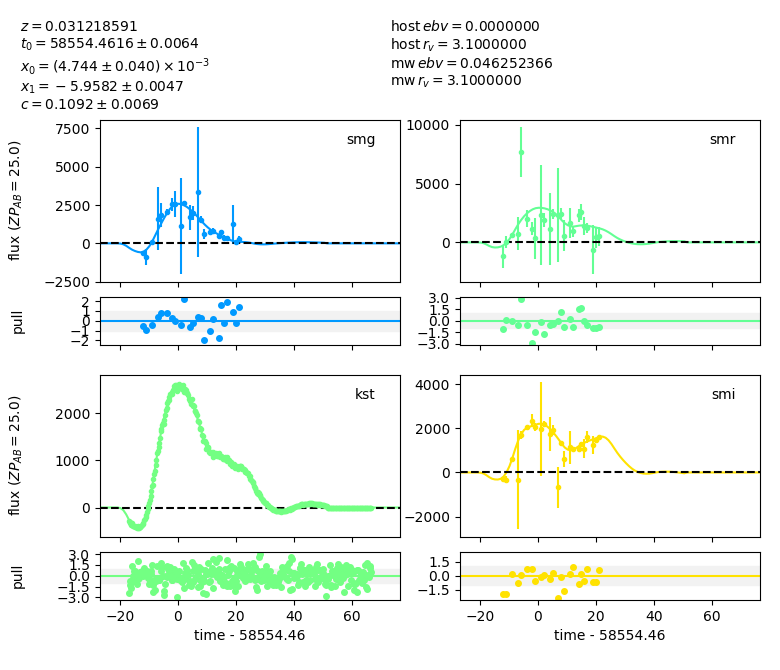 z = 0.031218591
t₀ = 58554.4616 ± 0.0064
x₀ = (4.744 ± 0.040) × 10⁻³
x₁ = −5.9582 ± 0.0047
c = 0.1092 ± 0.0069
host ebv = 0.0000000
host r_v = 3.1000000
mw ebv = 0.046252366
mw r_v = 3.1000000
smg
7500
5000
2500
0
−2500
flux (ZP_AB = 25.0)
smr
10000
5000
0
2
1
0
−1
−2
pull
3.0
1.5
0.0
−1.5
−3.0
kst
2000
1000
0
flux (ZP_AB = 25.0)
smi
4000
2000
0
−2000
3.0
1.5
0.0
−1.5
−3.0
pull
−20 0 20 40 60
time - 58554.46
1.5
0.0
−1.5
−20 0 20 40 60
time - 58554.46